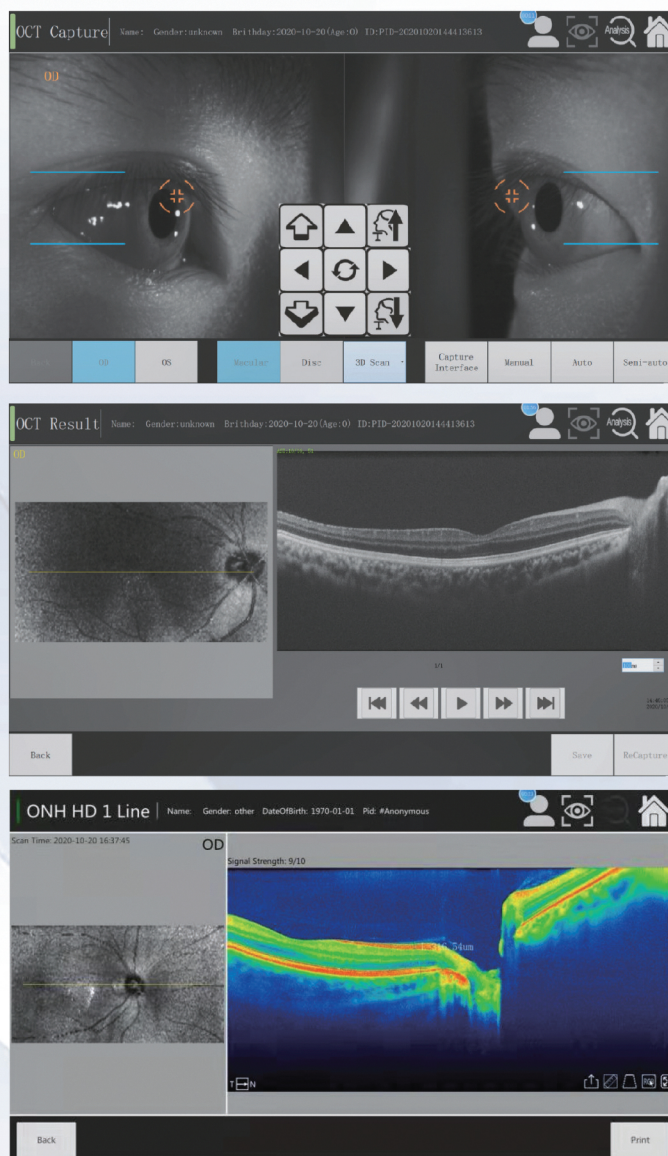 OCT Capture
Name: Gender:unknown Brithday:2020-10-20(Age:0) ID:PID-20201020144413613
Analysis
OD
OD
OS
Macular
Disc
3D Scan
Capture
Interface
Manual
Auto
Semi-auto
OCT Result
Name: Gender:unknown Brithday:2020-10-20(Age:0) ID:PID-20201020144413613
Analysis
OD
1/1
Back
Save
ReCapture
ONH HD 1 Line
Name: Gender: other DateOfBirth: 1970-01-01 Pid: #Anonymous
Scan Time: 2020-10-20 16:37:45
OD
Signal Strength: 9/10
T N
Back
Print